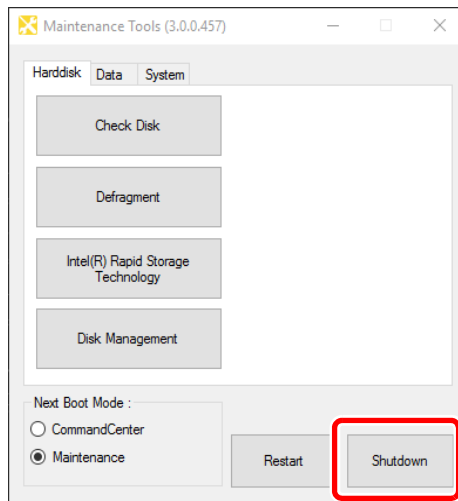 Maintenance Tools (3.0.0.457)
Harddisk Data System
Check Disk
Defragment
Intel(R) Rapid Storage
Technology
Disk Management
Next Boot Mode :
CommandCenter
Maintenance
Restart
Shutdown